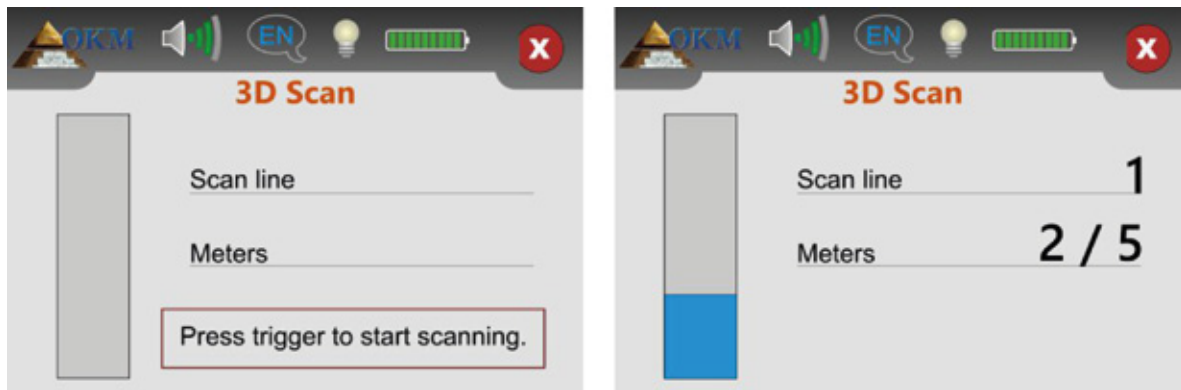 OKM EN X
3D Scan
Scan line
Meters
Press trigger to start scanning.
OKM EN X
3D Scan
Scan line 1
Meters 2 / 5